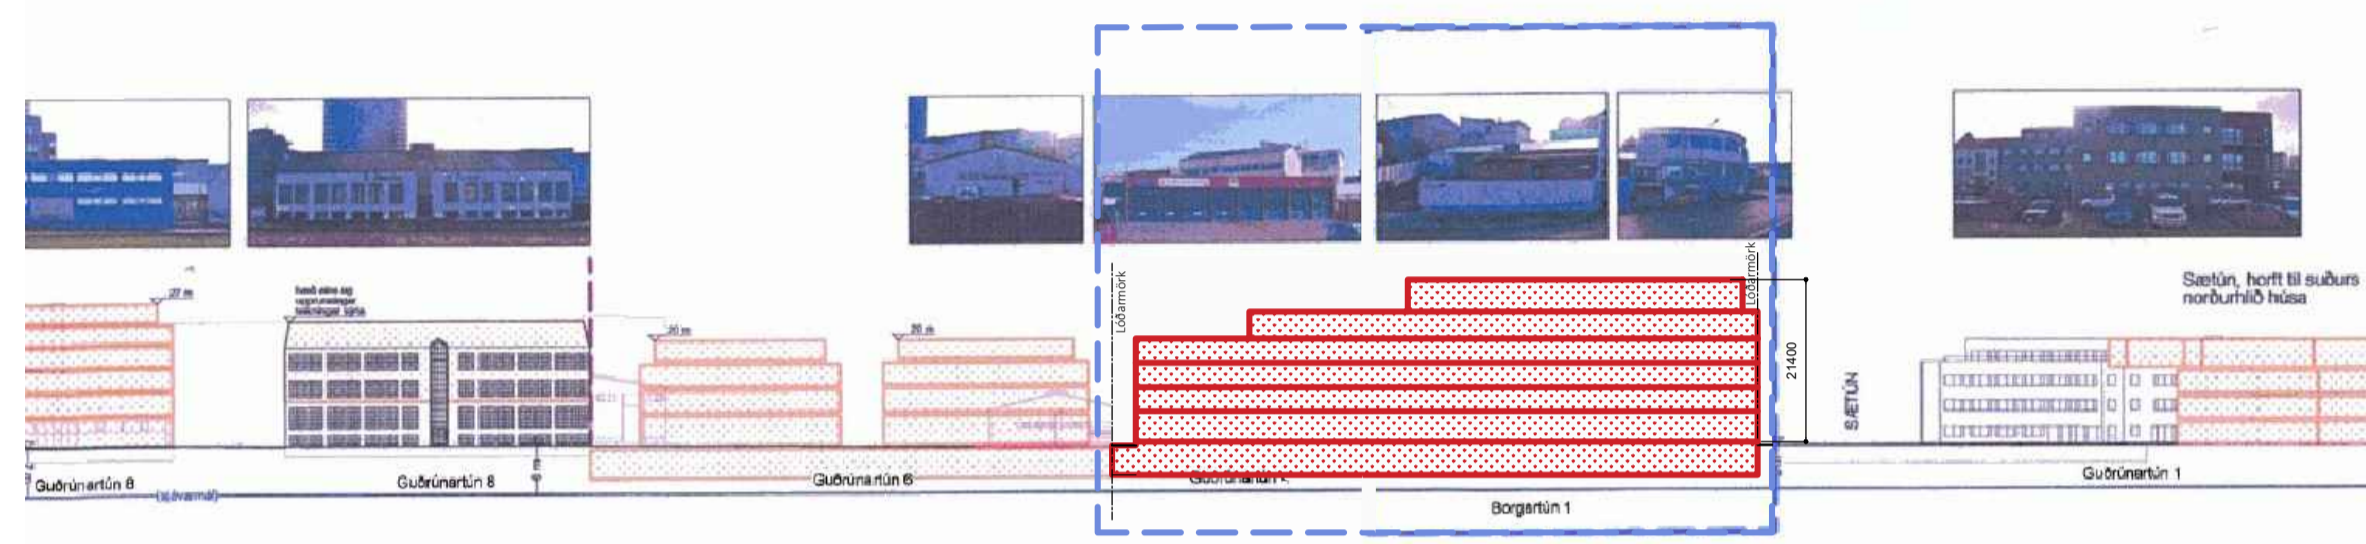 Lóðarmörk
Lóðarmörk
Sætún, horft til suðurs
norðurhlið húsa
27 m
20 m
20 m
21400
SÆTÚN
Guðrúnartún 8
Guðrúnartún 8
Guðrúnartún 6
Guðrúnartún 1
Borgartún 1